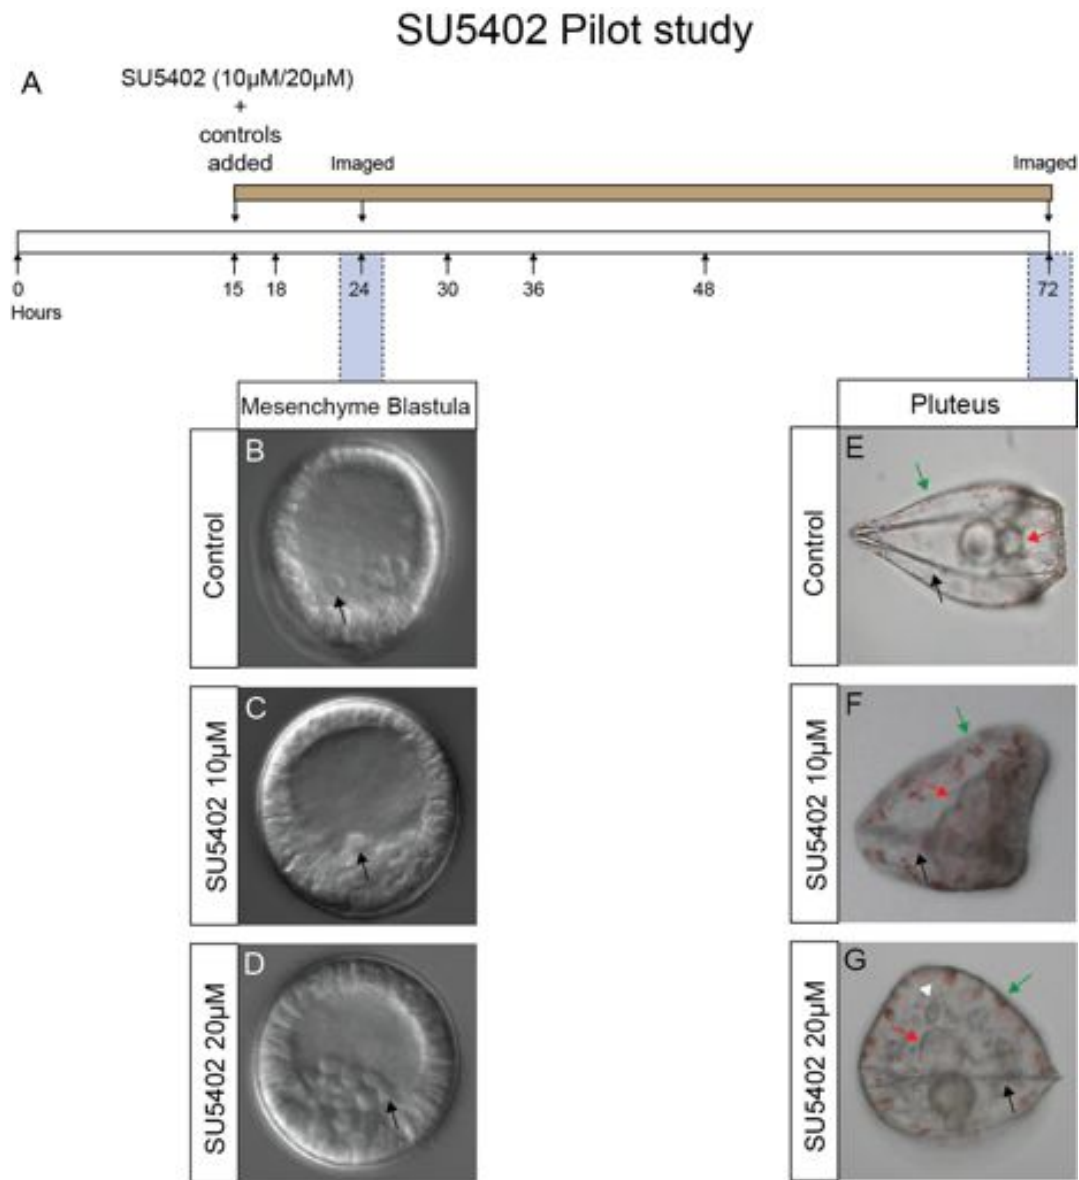 SU5402 Pilot study
A
SU5402 (10µM/20µM)
+
controls
added
Imaged
Imaged
0
15
18
24
30
36
48
72
Hours
Mesenchyme Blastula
Pluteus
Control
B
Control
E
SU5402 10µM
C
SU5402 10µM
F
SU5402 20µM
D
SU5402 20µM
G